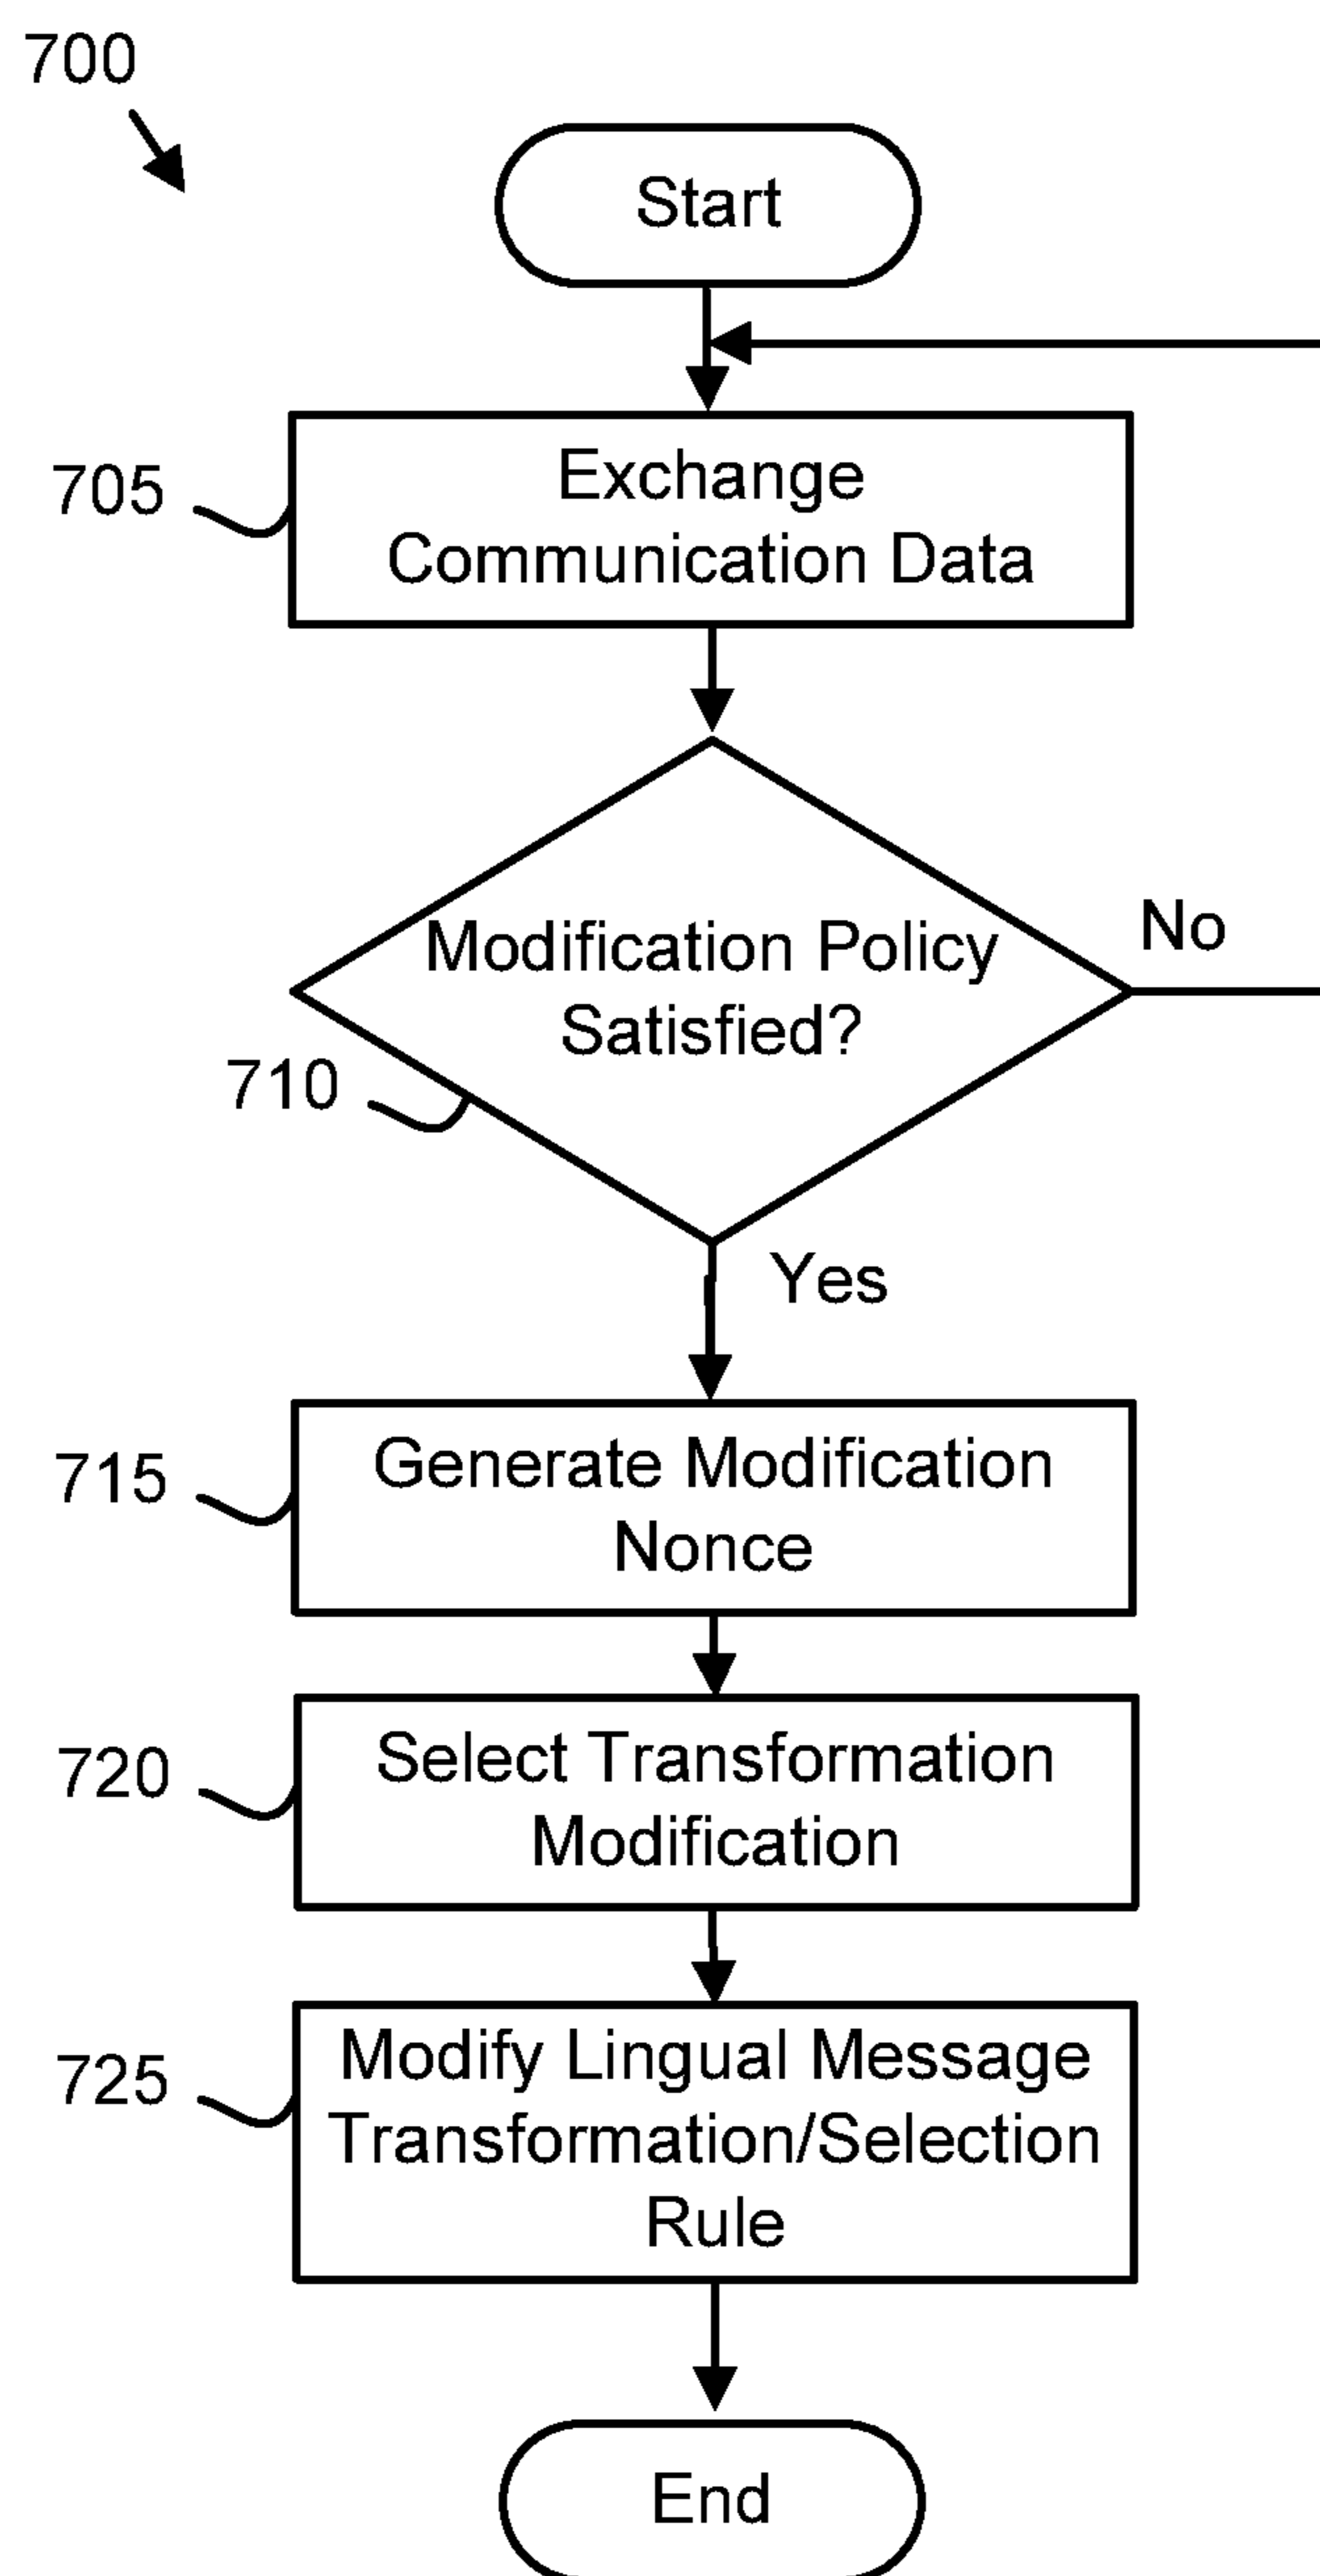 700
Start
705
Exchange
Communication Data
Modification Policy
Satisfied?
No
710
Yes
715
Generate Modification
Nonce
720
Select Transformation
Modification
725
Modify Lingual Message
Transformation/Selection
Rule
End